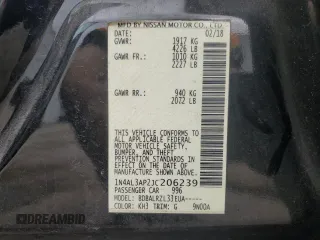 MFD BY NISSAN MOTOR CO., LTD.
DATE: 02/18
GVWR: 1917 KG
4226 LB
GAWR FR.: 1010 KG
2227 LB
GAWR RR.: 940 KG
2072 LB
THIS VEHICLE CONFORMS TO ALL
APPLICABLE FEDERAL MOTOR
VEHICLE SAFETY, BUMPER, AND
THEFT PREVENTION STANDARDS
IN EFFECT ON THE DATE OF
MANUFACTURE SHOWN ABOVE.
1N4AL3AP2JC206239
PASSENGER CAR 996
MODEL: BDBALRZL33EUA-----
COLOR: KH3 TRIM: G 9N00A
DREAMBID